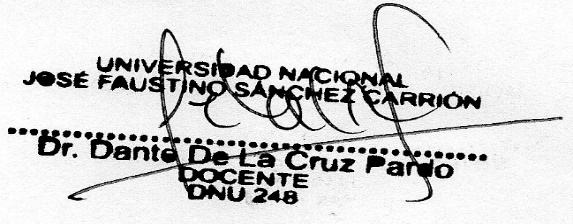 UNIVERSIDAD NACIONAL
JOSÉ FAUSTINO SÁNCHEZ CARRIÓN
Dr. Dante De La Cruz Pardo
DOCENTE
DNU 248